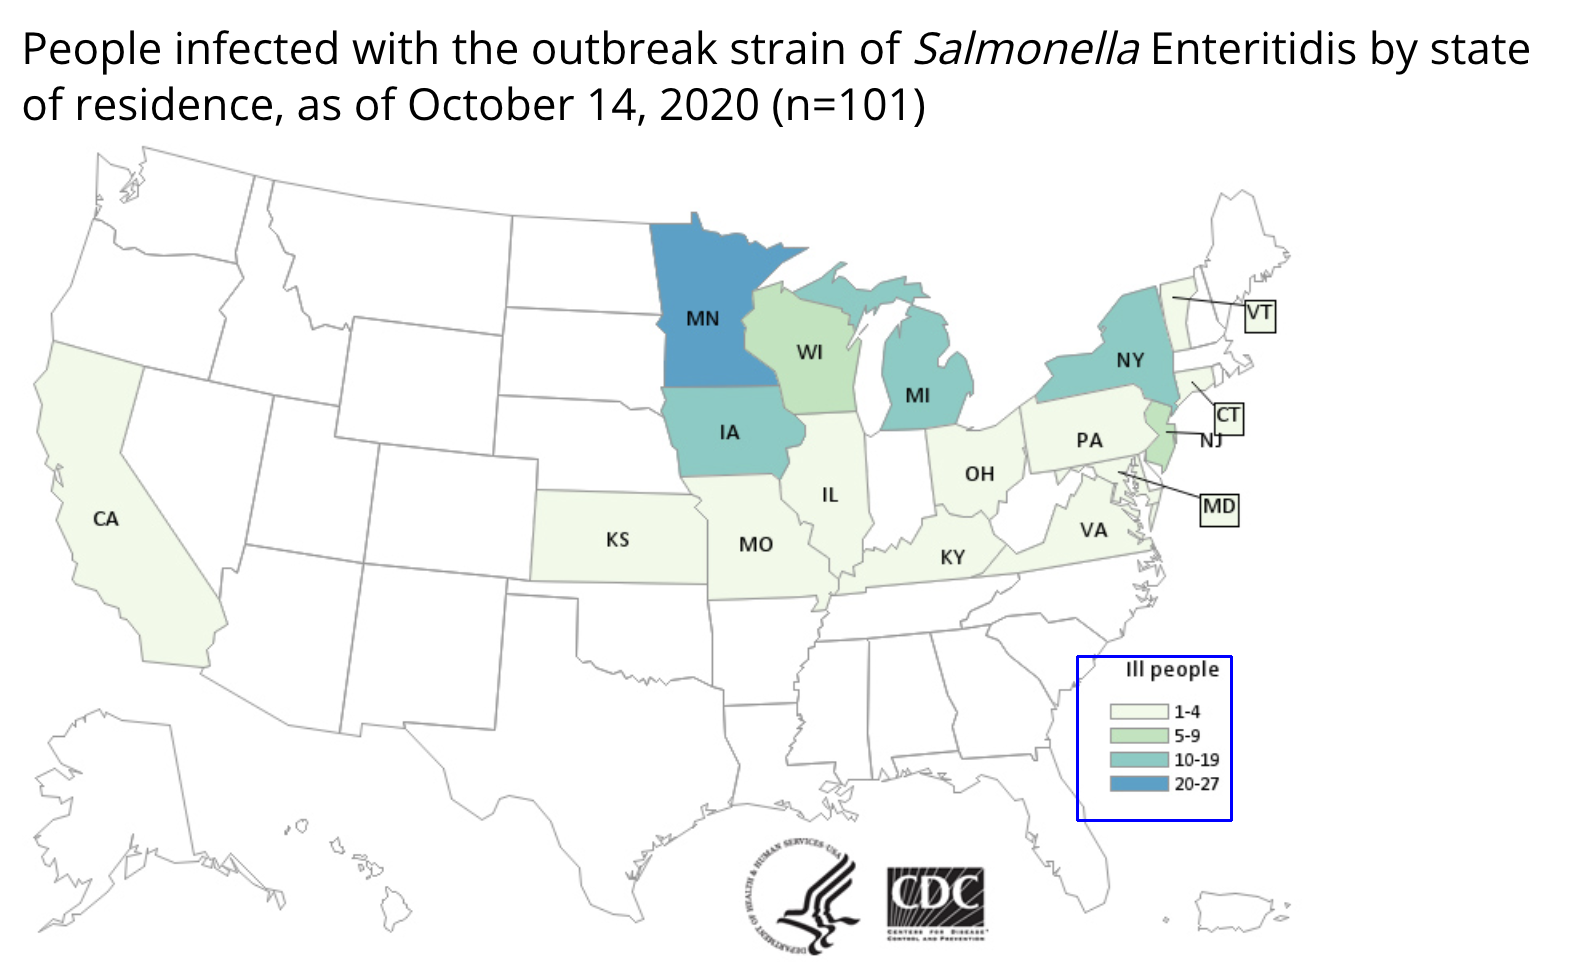 People infected with the outbreak strain of Salmonella Enteritidis by state
of residence, as of October 14, 2020 (n=101)
VT
MN
WI
NY
MI
CT
IA
NJ
PA
OH
IL
MD
CA
VA
KS
MO
KY
Ill people
1-4
5-9
10-19
20-27
DEPARTMENT OF HEALTH & HUMAN SERVICES·USA
CDC
CENTERS FOR DISEASE™
CONTROL AND PREVENTION